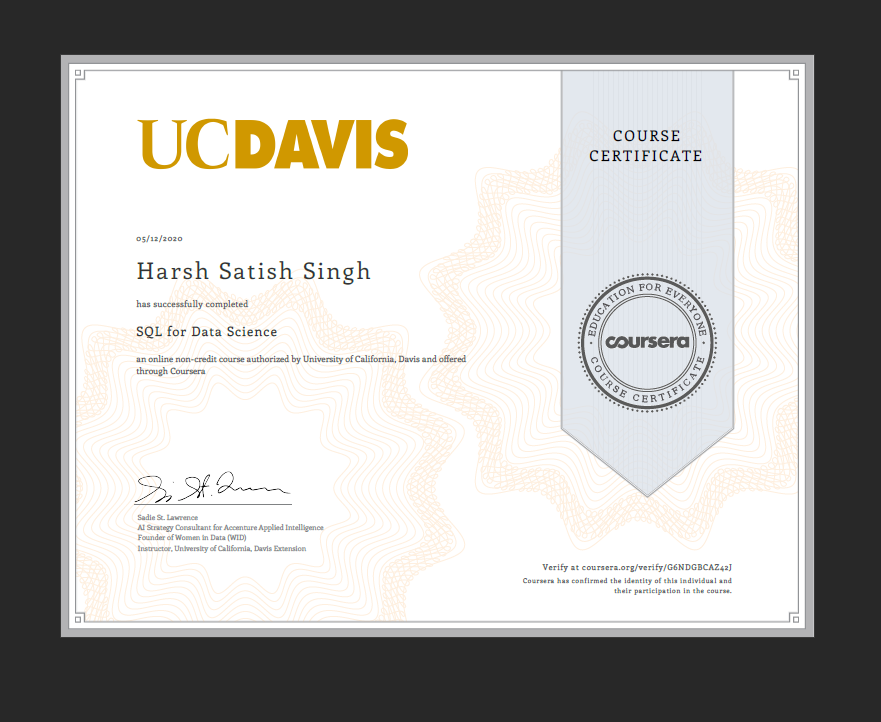 UCDAVIS
COURSE
CERTIFICATE
05/12/2020
Harsh Satish Singh
has successfully completed
SQL for Data Science
an online non-credit course authorized by University of California, Davis and offered
through Coursera
EDUCATION FOR EVERYONE
coursera
COURSE CERTIFICATE
Sadie St. Lawrence
AI Strategy Consultant for Accenture Applied Intelligence
Founder of Women in Data (WID)
Instructor, University of California, Davis Extension
Verify at coursera.org/verify/G6NDGBCAZ42J
Coursera has confirmed the identity of this individual and
their participation in the course.